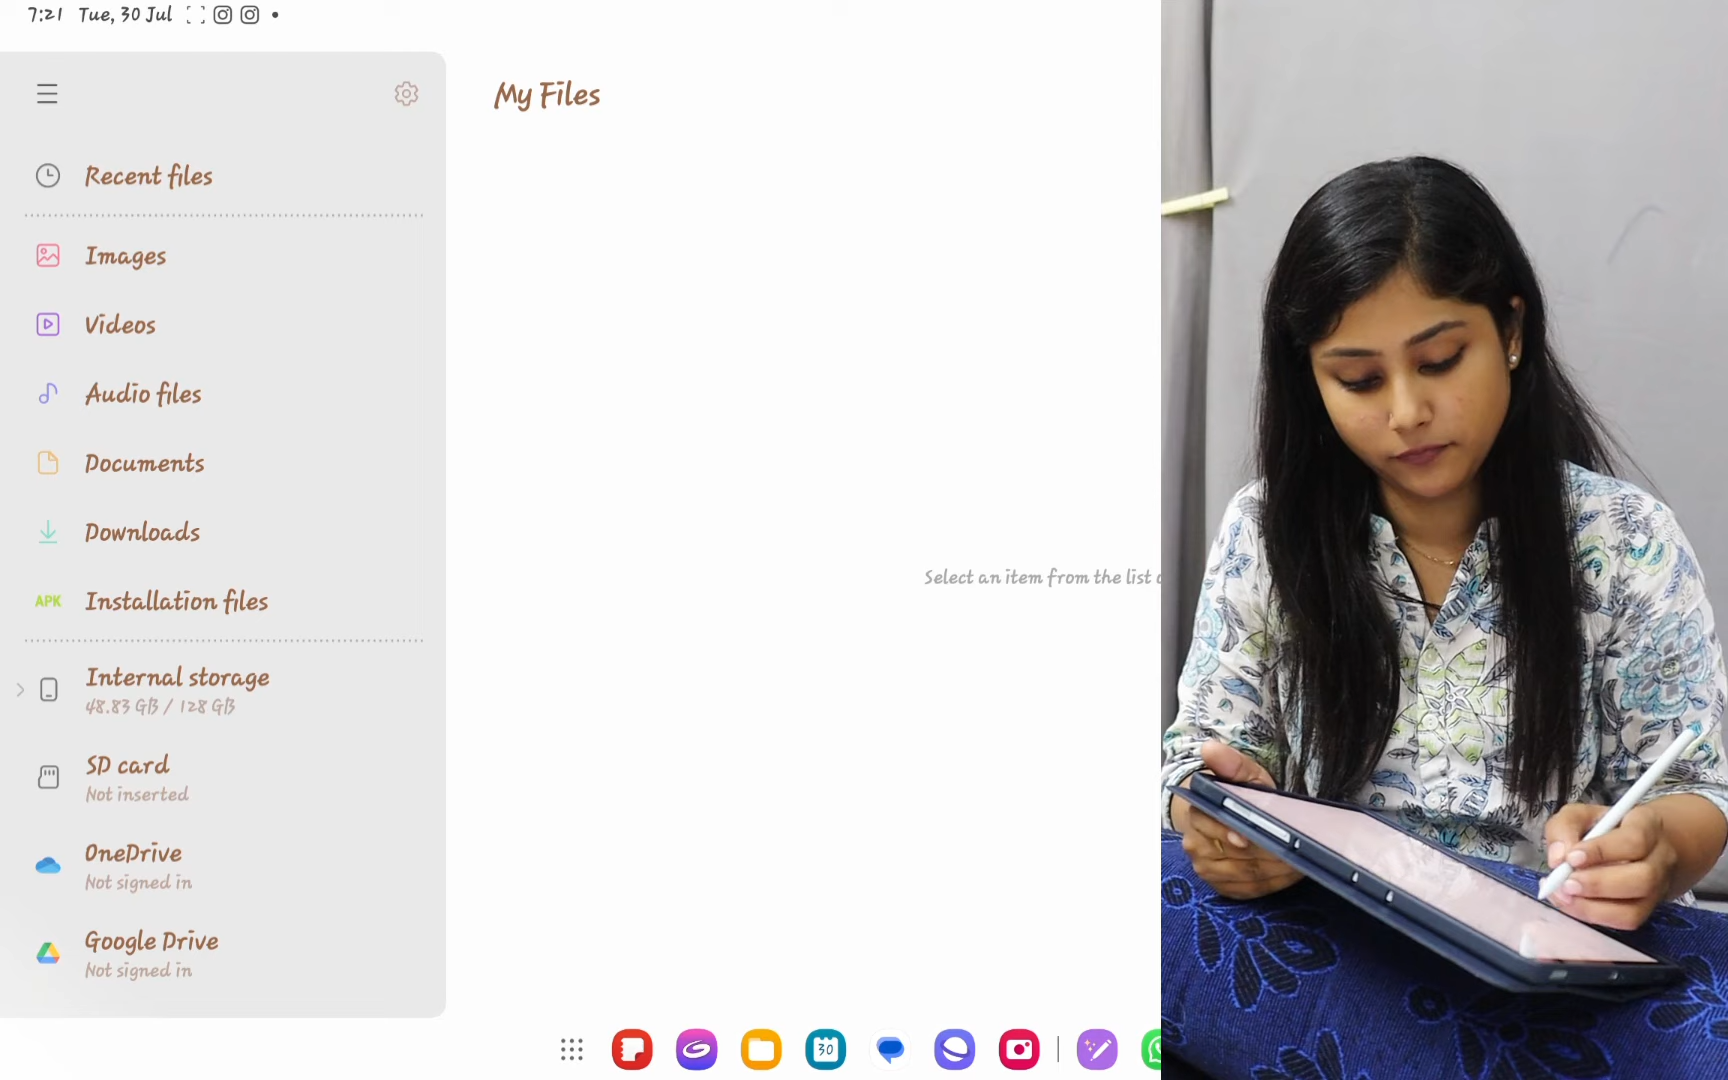 7:21 Tue, 30 Jul
My Files
Recent files
Images
Videos
Audio files
Documents
Downloads
APK Installation files
Internal storage
48.83 GB / 128 GB
SD card
Not inserted
OneDrive
Not signed in
Google Drive
Not signed in
Select an item from the list
30